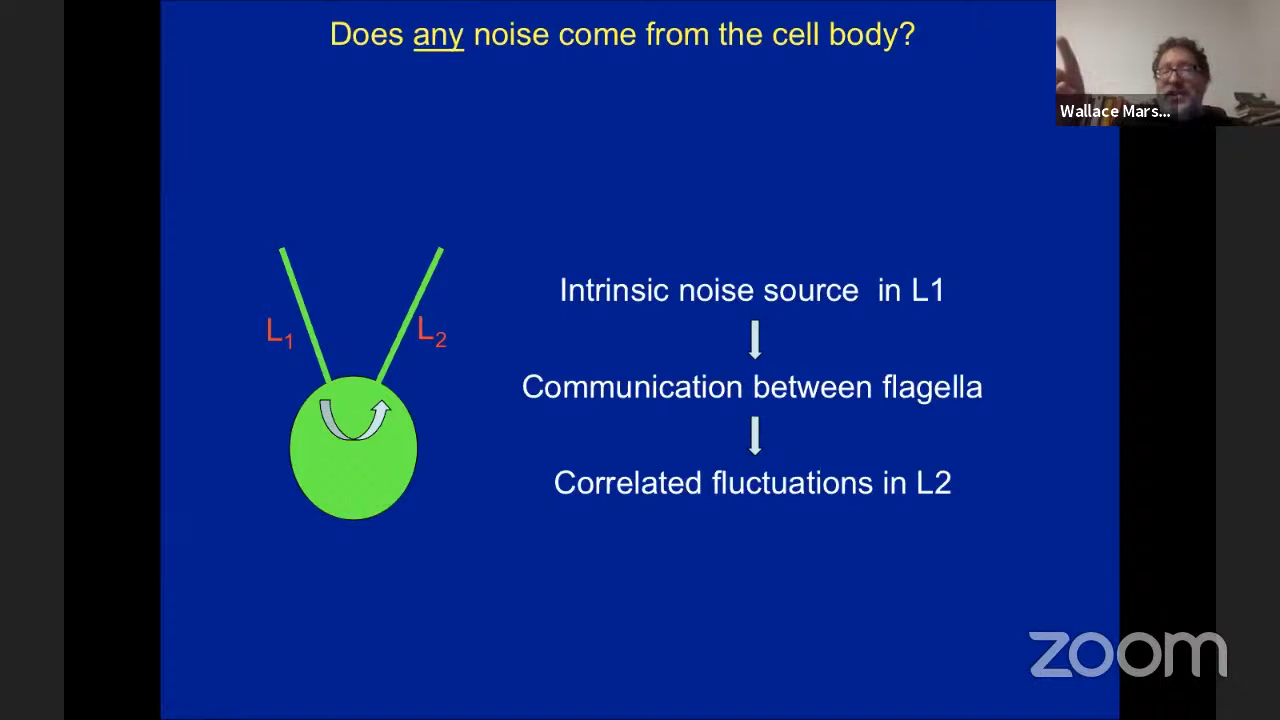 Does any noise come from the cell body?
Wallace Mars...
L1
L2
Intrinsic noise source in L1
Communication between flagella
Correlated fluctuations in L2
zoom